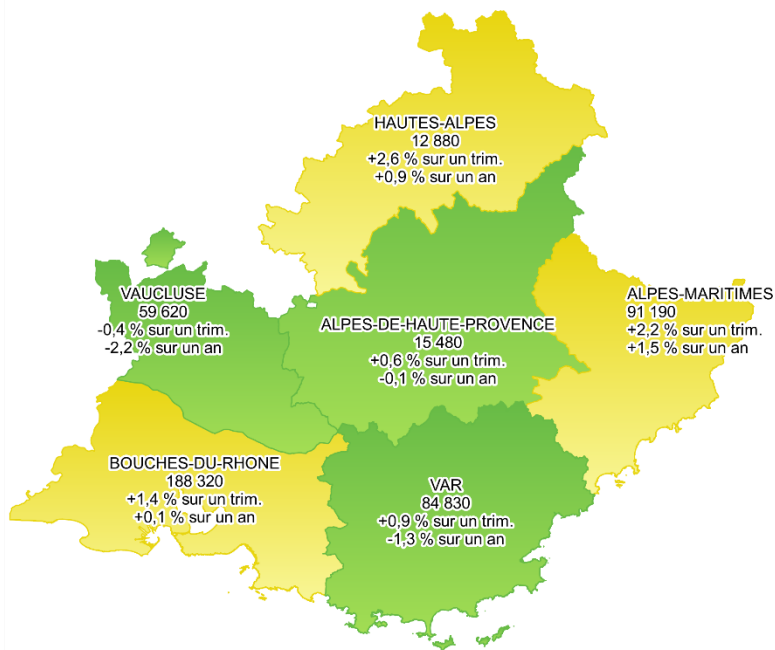 HAUTES-ALPES
12 880
+2,6 % sur un trim.
+0,9 % sur un an
VAUCLUSE
59 620
-0,4 % sur un trim.
-2,2 % sur un an
ALPES-DE-HAUTE-PROVENCE
15 480
+0,6 % sur un trim.
-0,1 % sur un an
ALPES-MARITIMES
91 190
+2,2 % sur un trim.
+1,5 % sur un an
BOUCHES-DU-RHONE
188 320
+1,4 % sur un trim.
+0,1 % sur un an
VAR
84 830
+0,9 % sur un trim.
-1,3 % sur un an